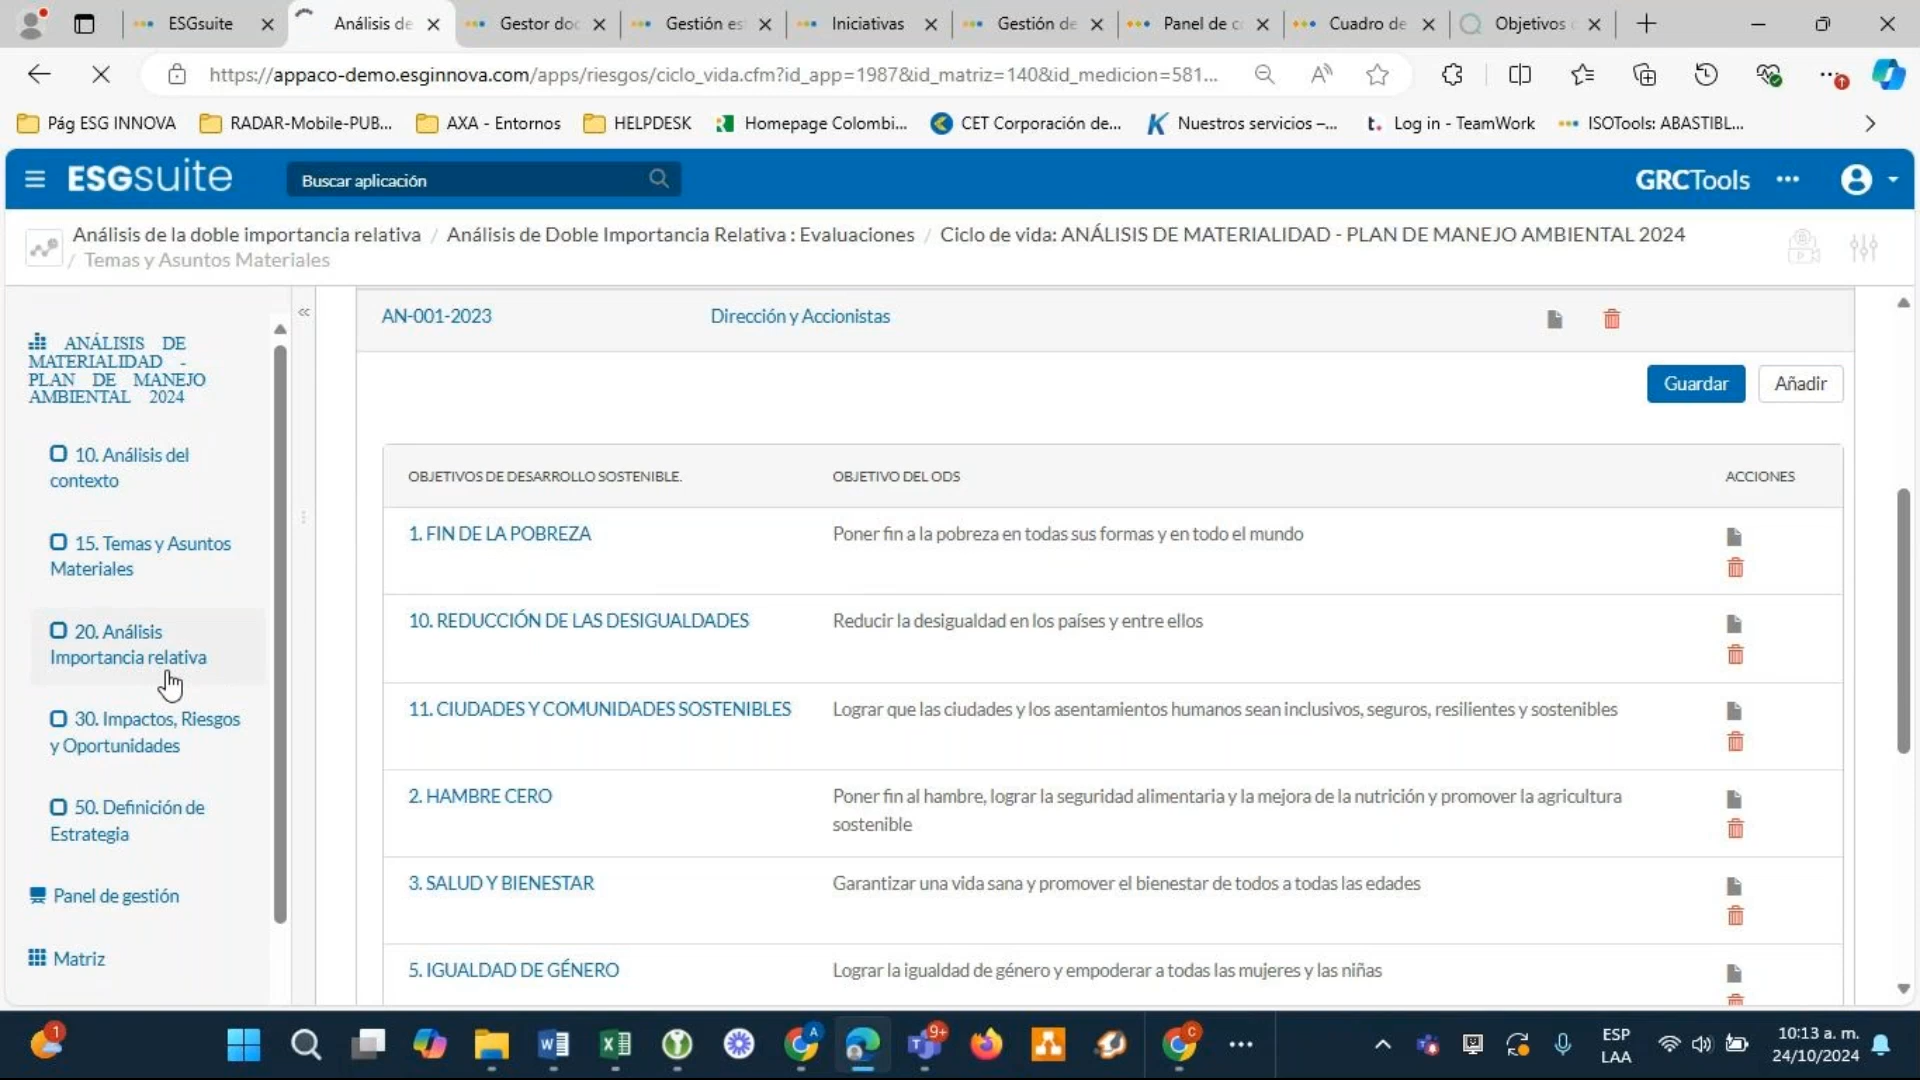 ESGsuite
Análisis de
Gestor doc
Gestión es
Iniciativas
Gestión de
Panel de c
Cuadro de
Objetivos
https://appaco-demo.esginnova.com/apps/riesgos/ciclo_vida.cfm?id_app=1987&id_matriz=140&id_medicion=581...
Pág ESG INNOVA
RADAR-Mobile-PUB...
AXA - Entornos
HELPDESK
Homepage Colombi...
CET Corporación de...
Nuestros servicios –...
Log in - TeamWork
ISOTools: ABASTIBL...
ESGsuite
Buscar aplicación
GRCTools
Análisis de la doble importancia relativa / Análisis de Doble Importancia Relativa : Evaluaciones / Ciclo de vida: ANÁLISIS DE MATERIALIDAD - PLAN DE MANEJO AMBIENTAL 2024
/ Temas y Asuntos Materiales
ANÁLISIS DE
MATERIALIDAD -
PLAN DE MANEJO
AMBIENTAL 2024
10. Análisis del
contexto
15. Temas y Asuntos
Materiales
20. Análisis
Importancia relativa
30. Impactos, Riesgos
y Oportunidades
50. Definición de
Estrategia
Panel de gestión
Matriz
AN-001-2023 Dirección y Accionistas
Guardar Añadir
OBJETIVOS DE DESARROLLO SOSTENIBLE. OBJETIVO DEL ODS ACCIONES
1. FIN DE LA POBREZA Poner fin a la pobreza en todas sus formas y en todo el mundo
10. REDUCCIÓN DE LAS DESIGUALDADES Reducir la desigualdad en los países y entre ellos
11. CIUDADES Y COMUNIDADES SOSTENIBLES Lograr que las ciudades y los asentamientos humanos sean inclusivos, seguros, resilientes y sostenibles
2. HAMBRE CERO Poner fin al hambre, lograr la seguridad alimentaria y la mejora de la nutrición y promover la agricultura
sostenible
3. SALUD Y BIENESTAR Garantizar una vida sana y promover el bienestar de todos a todas las edades
5. IGUALDAD DE GÉNERO Lograr la igualdad de género y empoderar a todas las mujeres y las niñas
1
A
9+
C
ESP
LAA
10:13 a. m.
24/10/2024